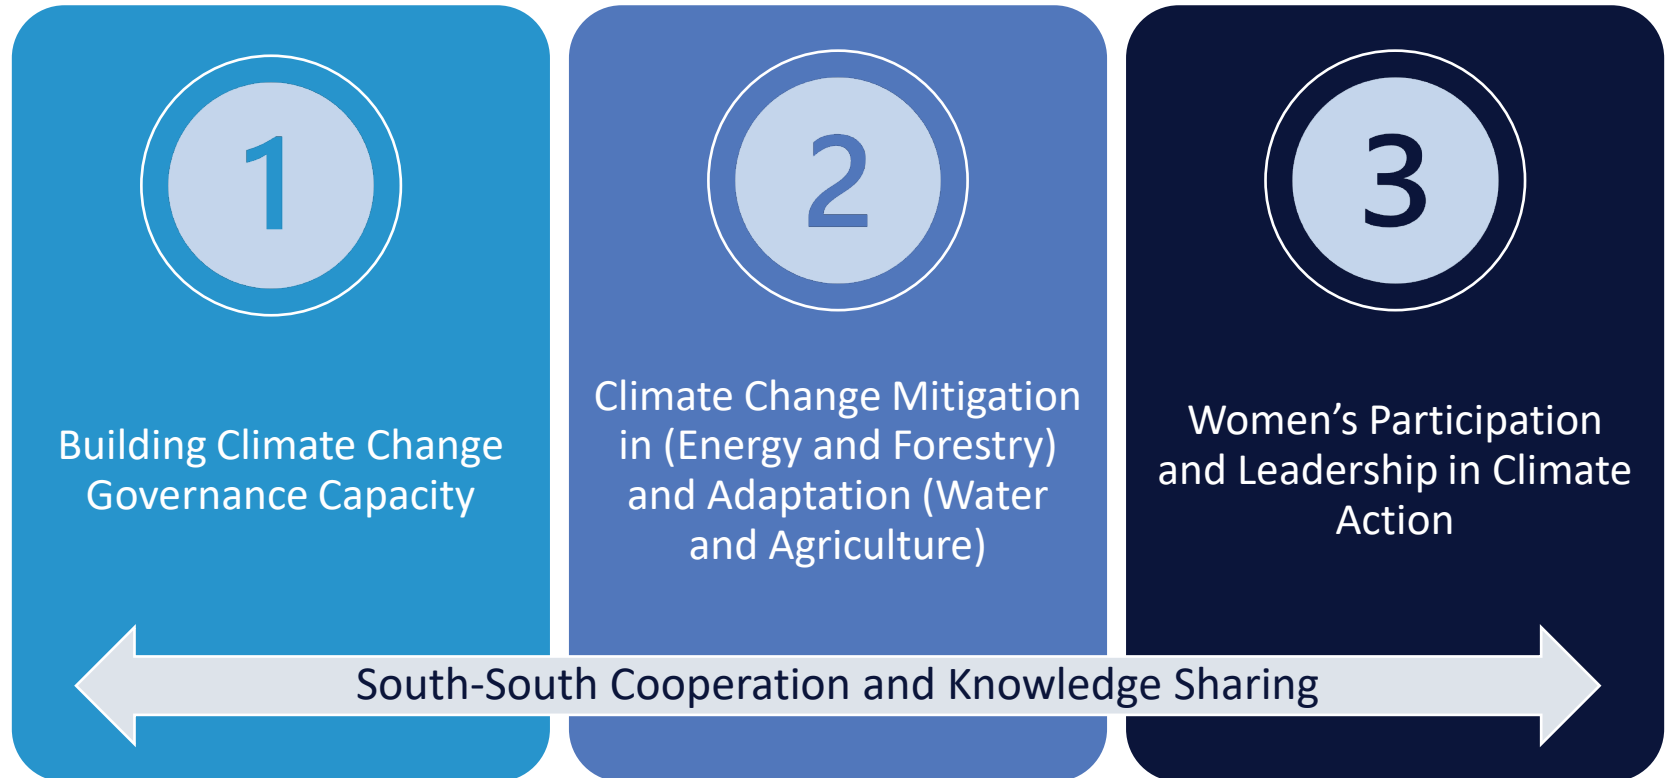 1
Building Climate Change
Governance Capacity
2
Climate Change Mitigation
in (Energy and Forestry)
and Adaptation (Water
and Agriculture)
3
Women’s Participation
and Leadership in Climate
Action
South-South Cooperation and Knowledge Sharing